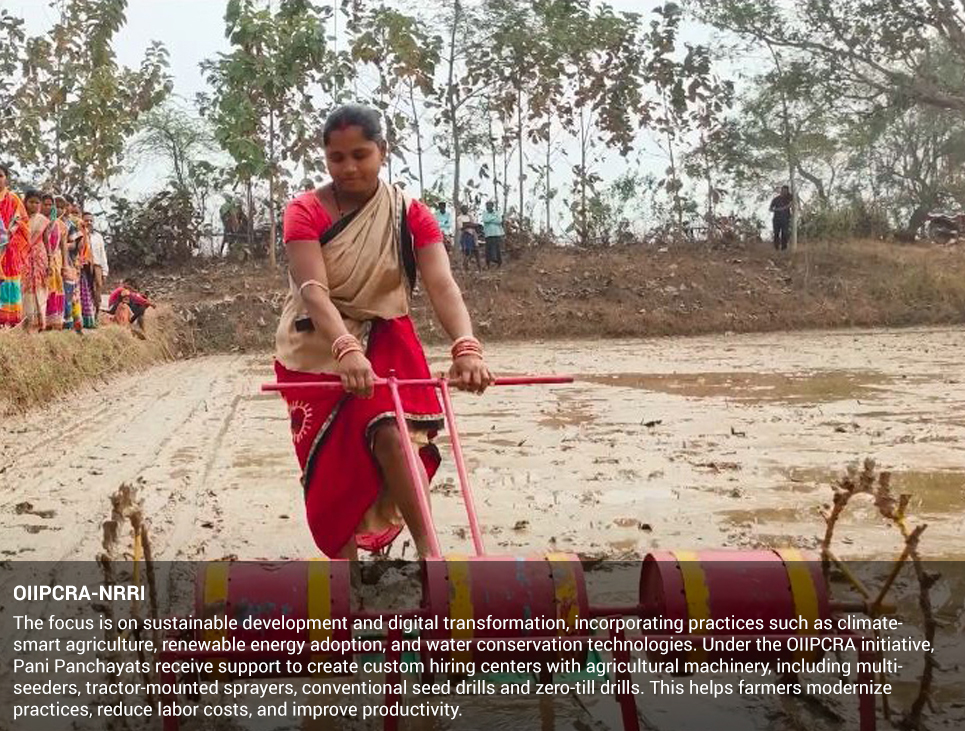 OIIPCRA-NRRI
The focus is on sustainable development and digital transformation, incorporating practices such as climate-
smart agriculture, renewable energy adoption, and water conservation technologies. Under the OIIPCRA initiative,
Pani Panchayats receive support to create custom hiring centers with agricultural machinery, including multi-
seeders, tractor-mounted sprayers, conventional seed drills and zero-till drills. This helps farmers modernize
practices, reduce labor costs, and improve productivity.